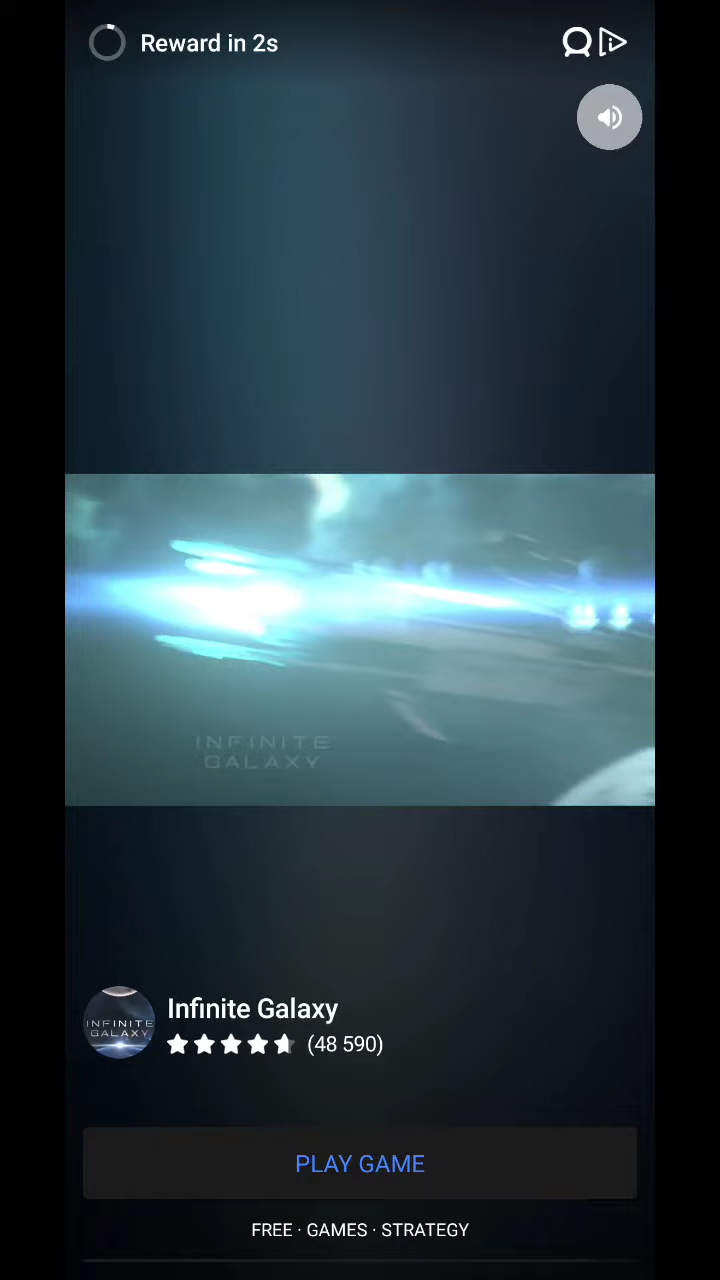 Reward in 2s
INFINITE
GALAXY
INFINITE
GALAXY
Infinite Galaxy
(48 590)
PLAY GAME
FREE · GAMES · STRATEGY